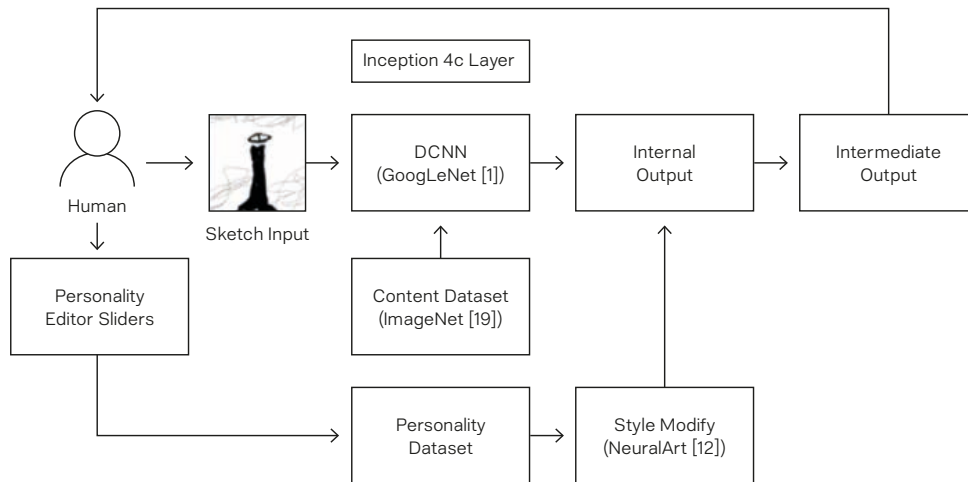 Inception 4c Layer
Human
Sketch Input
DCNN
(GoogLeNet [1])
Internal
Output
Intermediate
Output
Personality
Editor Sliders
Content Dataset
(ImageNet [19])
Personality
Dataset
Style Modify
(NeuralArt [12])